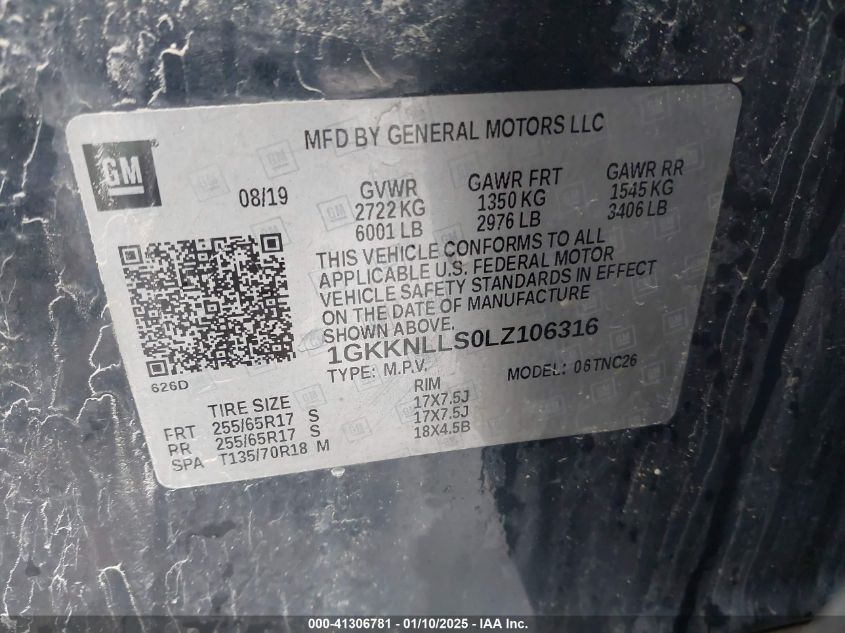 MFD BY GENERAL MOTORS LLC
GM
08/19
GVWR GAWR FRT GAWR RR
2722 KG 1350 KG 1545 KG
6001 LB 2976 LB 3406 LB
THIS VEHICLE CONFORMS TO ALL
APPLICABLE U.S. FEDERAL MOTOR
VEHICLE SAFETY STANDARDS IN EFFECT
ON THE DATE OF MANUFACTURE
SHOWN ABOVE.
1GKKNLLS0LZ106316
626D
TYPE: M.P.V. MODEL: 06TNC26
TIRE SIZE RIM
FRT 255/65R17 S 17X7.5J
RR 255/65R17 S 17X7.5J
SPA T135/70R18 M 18X4.5B
000-41306781 - 01/10/2025 - IAA Inc.